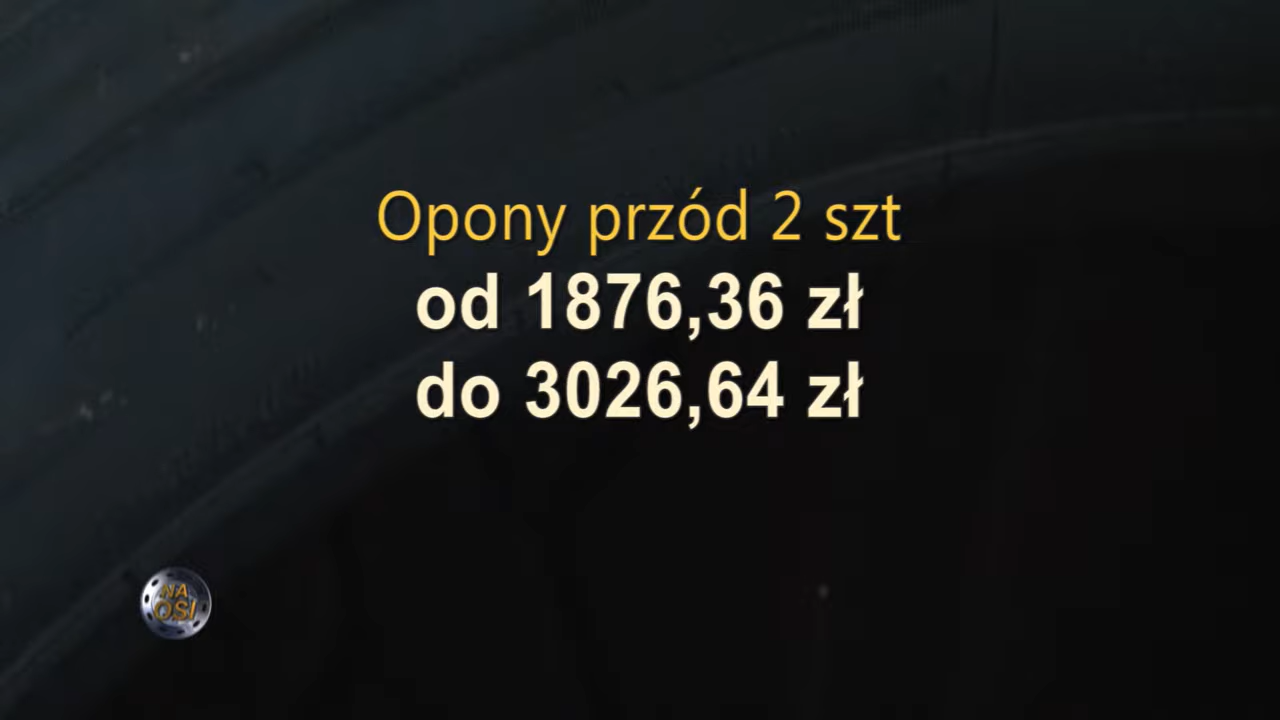 Opony przód 2 szt
od 1876,36 zł
do 3026,64 zł
NA
OSI